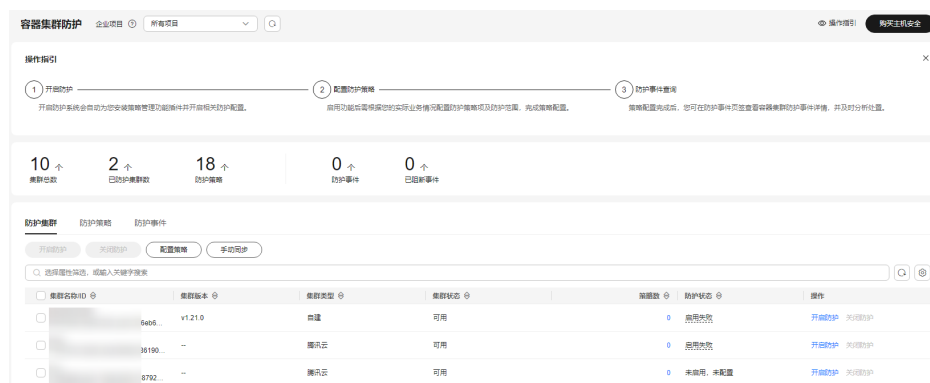 容器集群防护 企业项目 所有项目 操作指引 购买主机安全
操作指引
1 开启防护 2 配置防护策略 3 防护事件查询
开启防护系统会自动为您安装策略管理功能插件并开启相关防护配置。 启用功能后需根据您的实际业务情况配置防护策略项及防护范围，完成策略配置。 策略配置完成后，您可在防护事件页签查看容器集群防护事件详情，并及时分析处置。
10 个 2 个 18 个 0 个 0 个
集群总数 已防护集群数 防护策略 防护事件 已阻断事件
防护集群 防护策略 防护事件
开启防护 关闭防护 配置策略 手动同步
选择属性筛选，或输入关键字搜索
集群名称/ID 集群版本 集群类型 集群状态 策略数 防护状态 操作
6eb6... v1.21.0 自建 可用 0 启用失败 开启防护 关闭防护
36190... -- 腾讯云 可用 0 启用失败 开启防护 关闭防护
8792... -- 腾讯云 可用 0 未启用，未配置 开启防护 关闭防护